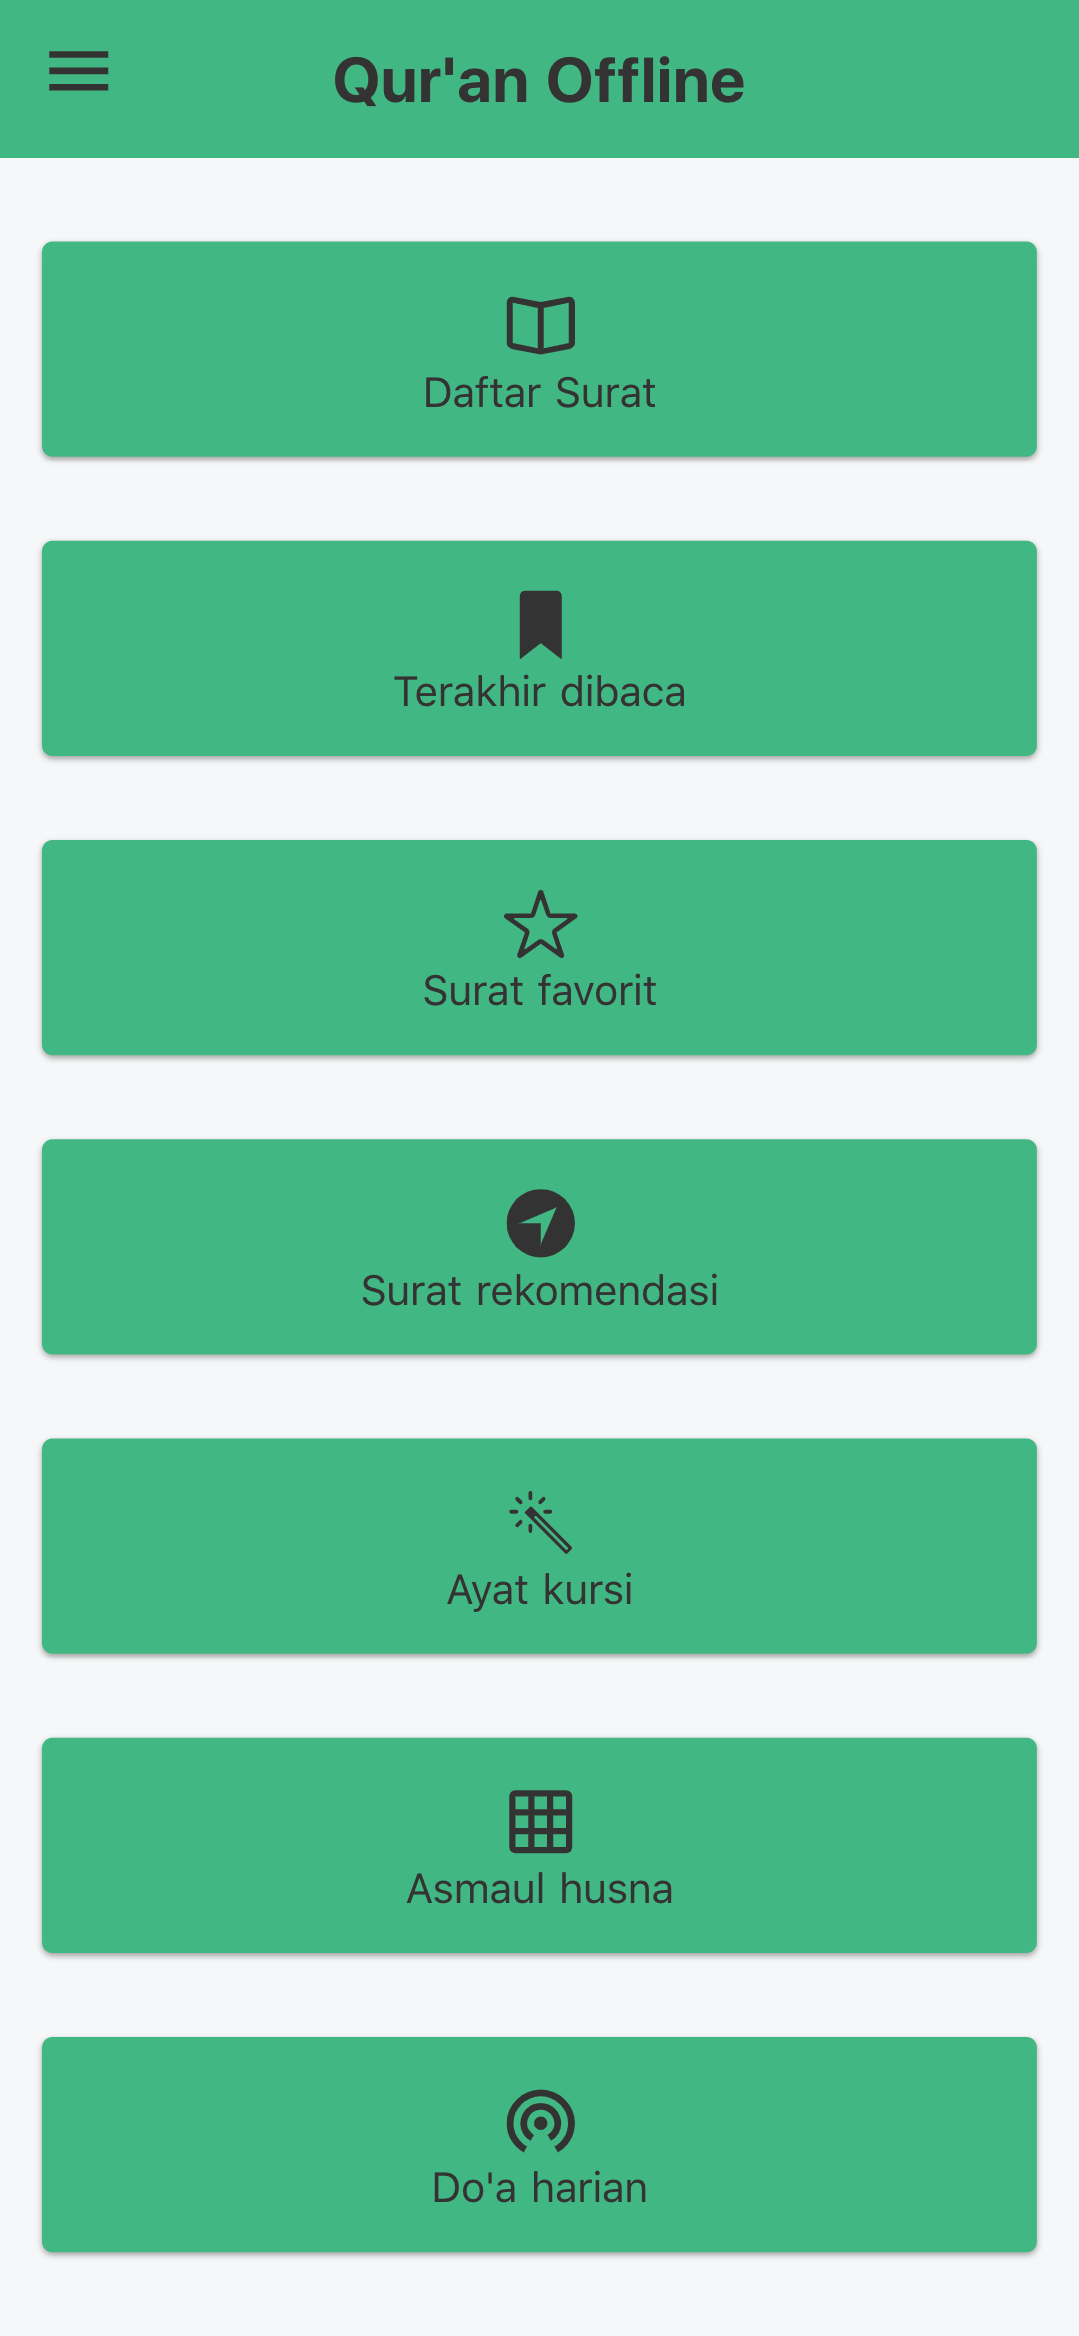 Qur'an Offline
Daftar Surat
Terakhir dibaca
Surat favorit
Surat rekomendasi
Ayat kursi
Asmaul husna
Do'a harian